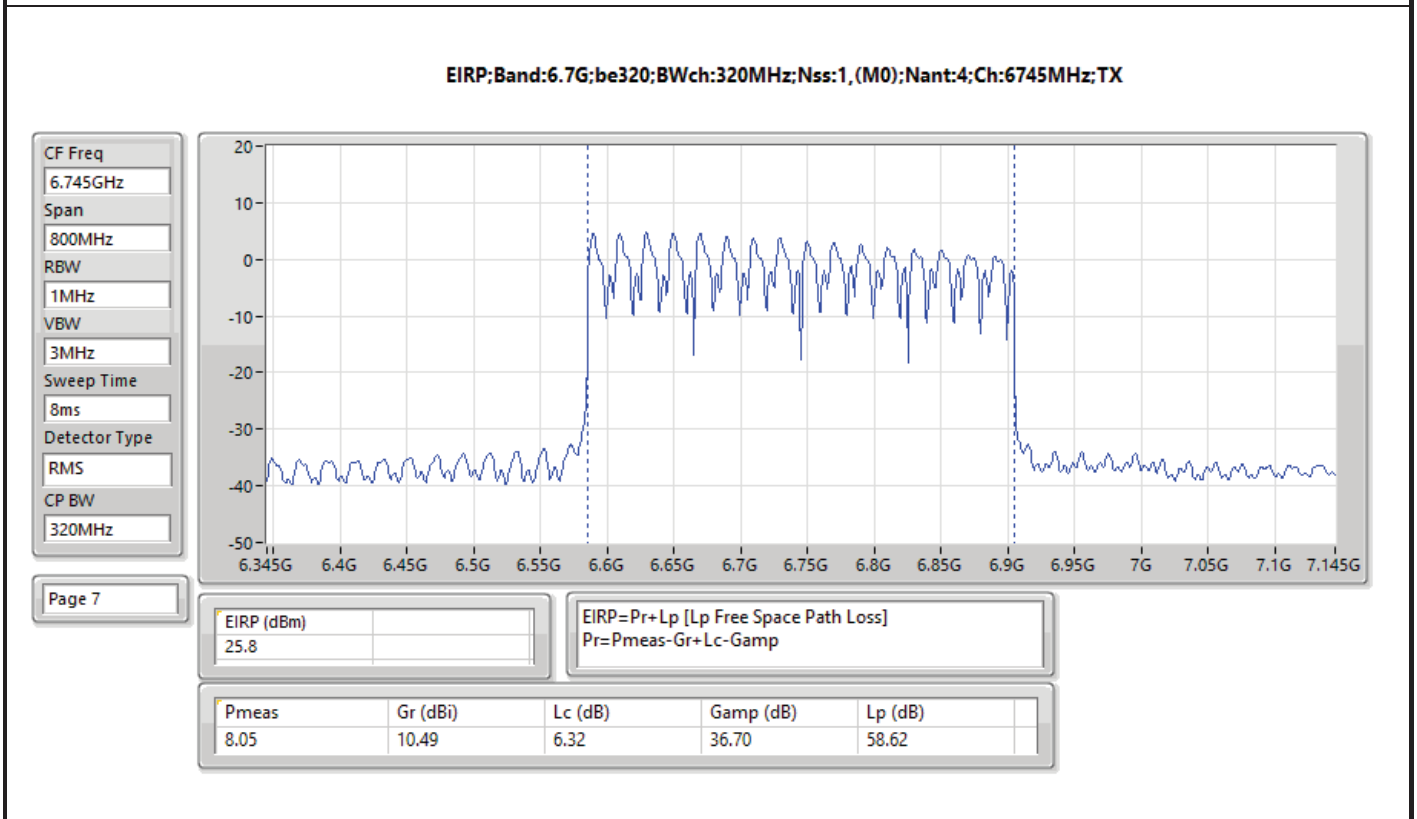 EIRP;Band:6.7G;be320;BWch:320MHz;Nss:1,(M0);Nant:4;Ch:6745MHz;TX
CF Freq
6.745GHz
Span
800MHz
RBW
1MHz
VBW
3MHz
Sweep Time
8ms
Detector Type
RMS
CP BW
320MHz
Page 7
20
10
0
-10
-20
-30
-40
-50
6.345G 6.4G 6.45G 6.5G 6.55G 6.6G 6.65G 6.7G 6.75G 6.8G 6.85G 6.9G 6.95G 7G 7.05G 7.1G 7.145G
EIRP (dBm)
25.8
EIRP=Pr+Lp [Lp Free Space Path Loss]
Pr=Pmeas-Gr+Lc-Gamp
Pmeas Gr (dBi) Lc (dB) Gamp (dB) Lp (dB)
8.05 10.49 6.32 36.70 58.62